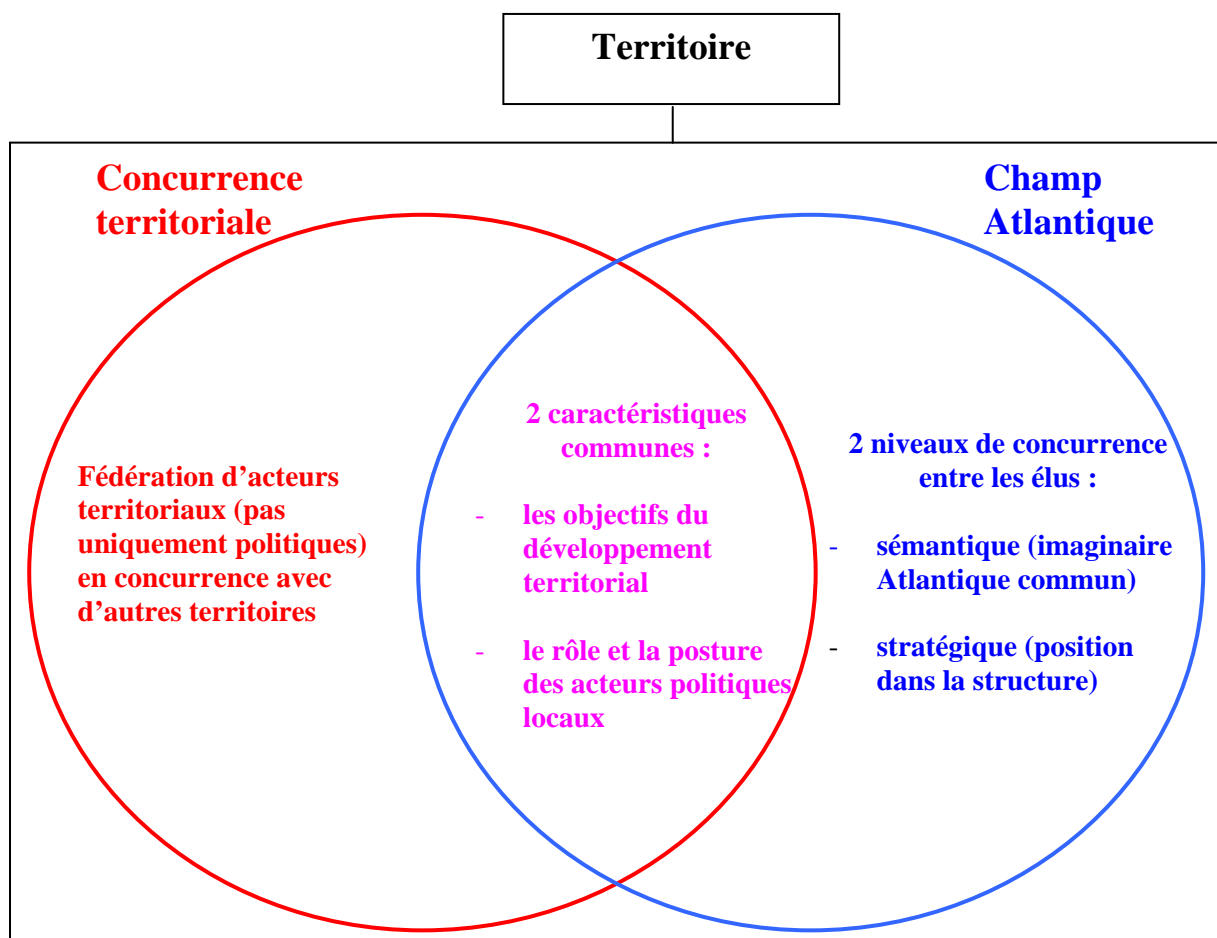 Territoire
Concurrence
territoriale
Champ
Atlantique
Fédération d’acteurs
territoriaux (pas
uniquement politiques)
en concurrence avec
d’autres territoires
2 caractéristiques
communes :
- les objectifs du
développement
territorial
- le rôle et la posture
des acteurs politiques
locaux
2 niveaux de concurrence
entre les élus :
- sémantique (imaginaire
Atlantique commun)
- stratégique (position
dans la structure)